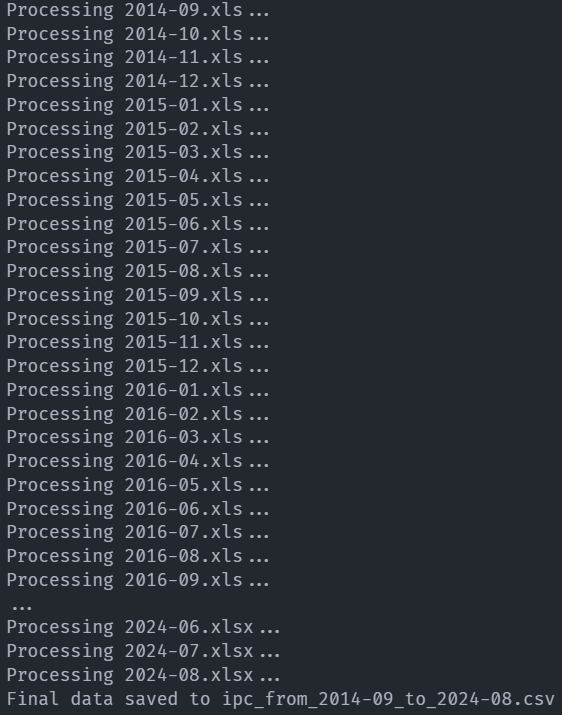 Processing 2014-09.xls...
Processing 2014-10.xls...
Processing 2014-11.xls...
Processing 2014-12.xls...
Processing 2015-01.xls...
Processing 2015-02.xls...
Processing 2015-03.xls...
Processing 2015-04.xls...
Processing 2015-05.xls...
Processing 2015-06.xls...
Processing 2015-07.xls...
Processing 2015-08.xls...
Processing 2015-09.xls...
Processing 2015-10.xls...
Processing 2015-11.xls...
Processing 2015-12.xls...
Processing 2016-01.xls...
Processing 2016-02.xls...
Processing 2016-03.xls...
Processing 2016-04.xls...
Processing 2016-05.xls...
Processing 2016-06.xls...
Processing 2016-07.xls...
Processing 2016-08.xls...
Processing 2016-09.xls...
...
Processing 2024-06.xlsx...
Processing 2024-07.xlsx...
Processing 2024-08.xlsx...
Final data saved to ipc_from_2014-09_to_2024-08.csv